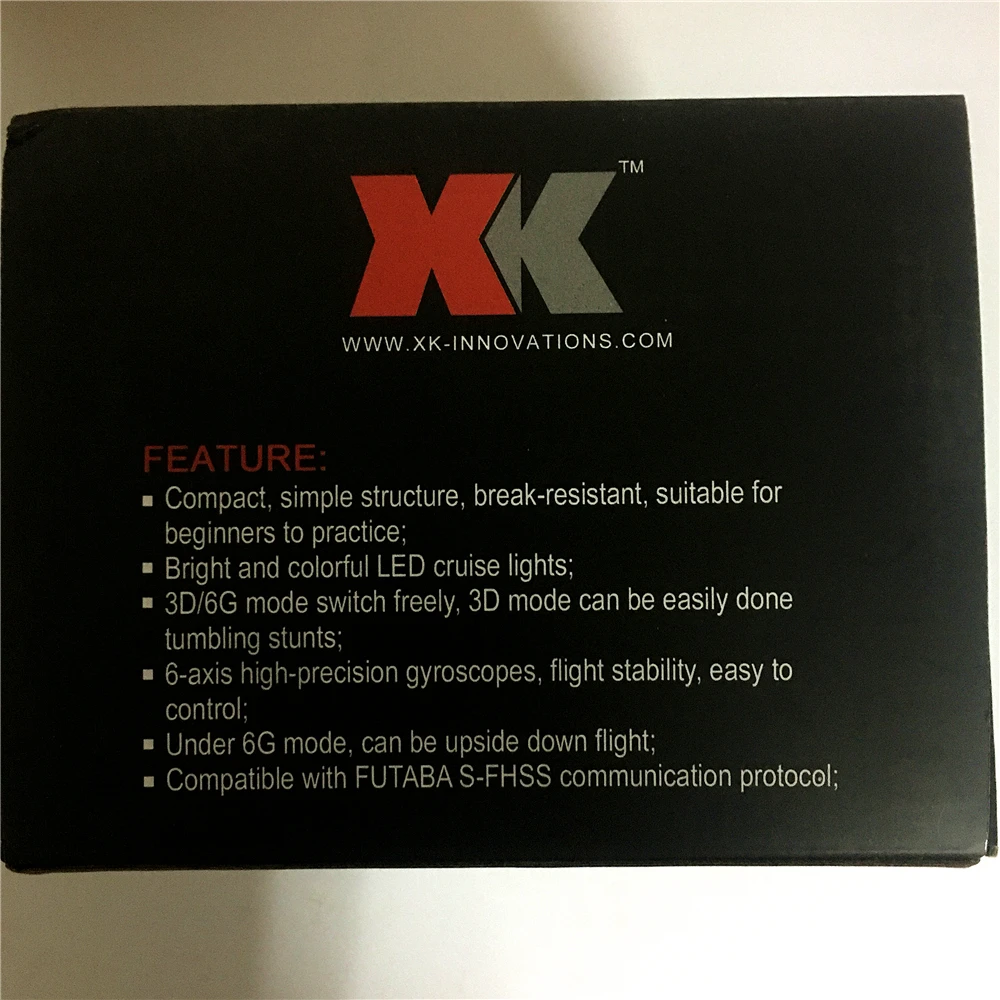 XK™
WWW.XK-INNOVATIONS.COM
FEATURE:
▪ Compact, simple structure, break-resistant, suitable for
beginners to practice;
▪ Bright and colorful LED cruise lights;
▪ 3D/6G mode switch freely, 3D mode can be easily done
tumbling stunts;
▪ 6-axis high-precision gyroscopes, flight stability, easy to
control;
▪ Under 6G mode, can be upside down flight;
▪ Compatible with FUTABA S-FHSS communication protocol;